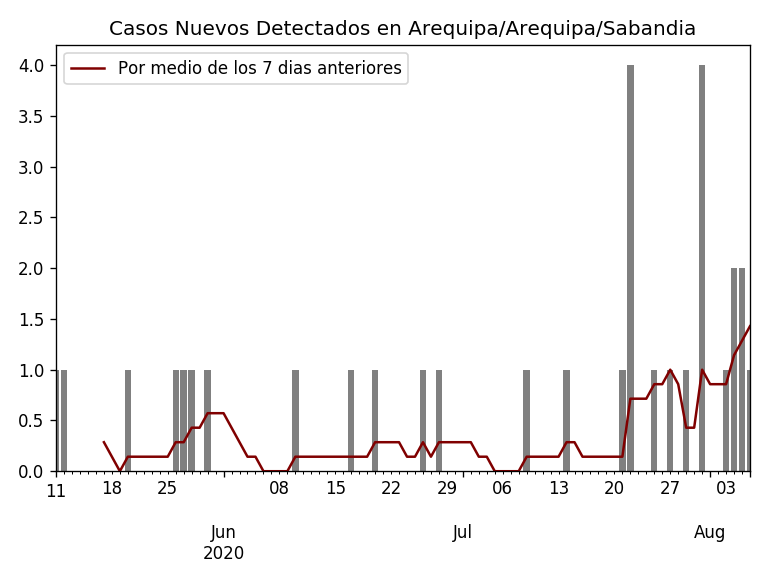 Casos Nuevos Detectados en Arequipa/Arequipa/Sabandia
Por medio de los 7 dias anteriores
4.0
3.5
3.0
2.5
2.0
1.5
1.0
0.5
0.0
11 18 25 08 15 22 29 06 13 20 27 03
Jun Jul Aug
2020